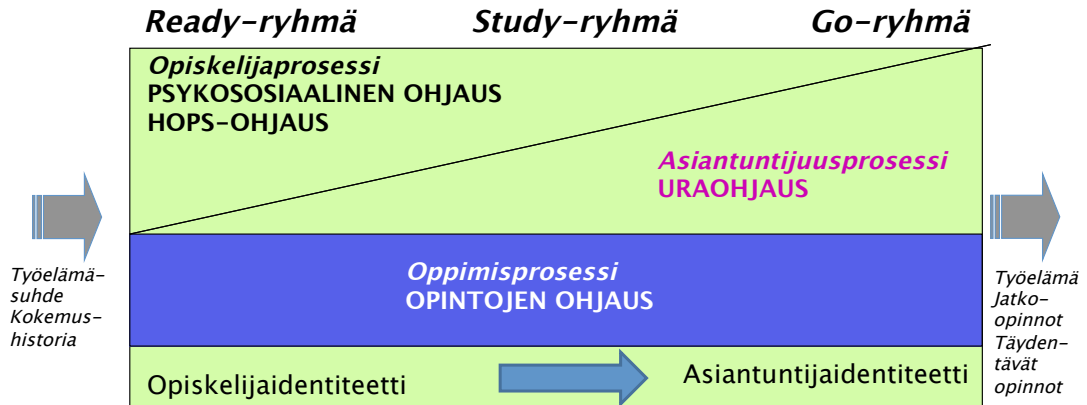 Ready-ryhmä Study-ryhmä Go-ryhmä
Opiskelijaprosessi
PSYKOSOSIAALINEN OHJAUS
HOPS-OHJAUS
Asiantuntijuusprosessi
URAOHJAUS
Työelämä-
suhde
Kokemus-
historia
Oppimisprosessi
OPINTOJEN OHJAUS
Työelämä
Jatko-
opinnot
Täyden-
tävät
opinnot
Opiskelijaidentiteetti
Asiantuntijaidentiteetti